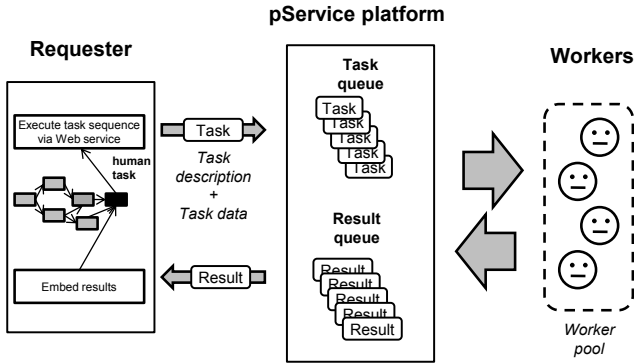 pService platform
Requester
Workers
Execute task sequence
via Web service
human
task
Embed results
Task
Task
description
+
Task data
Result
Task
queue
Task
Task
Task
Task
Task
Result
queue
Result
Result
Result
Result
Result
Worker
pool